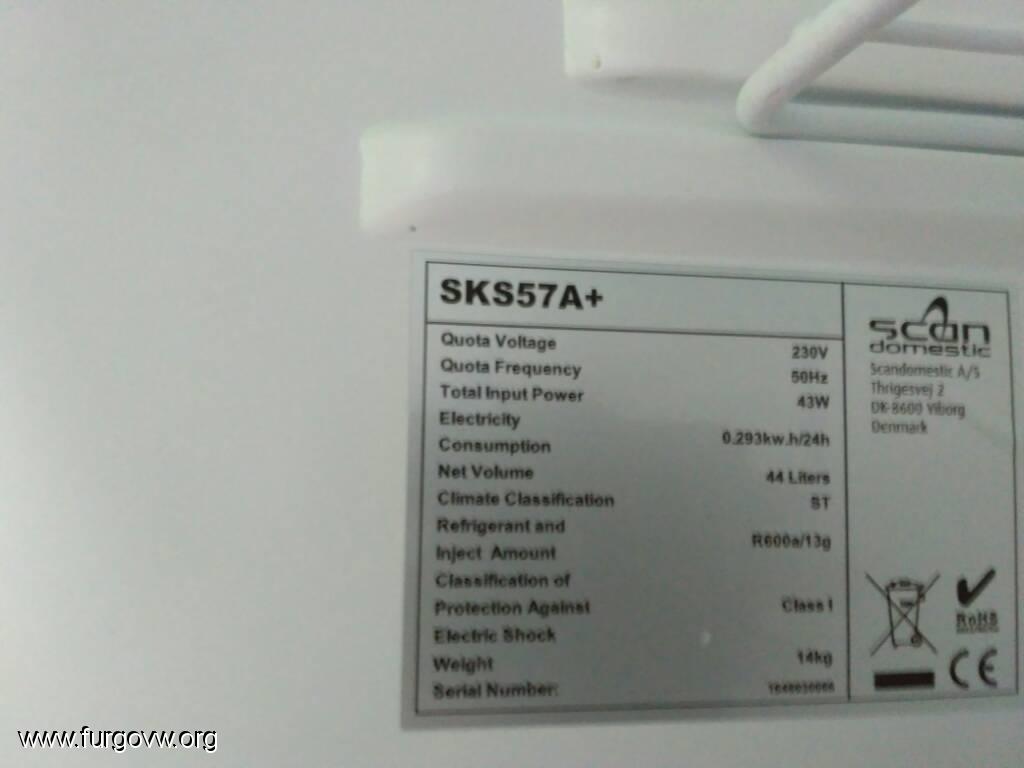 SKS57A+
Quota Voltage 230V
Quota Frequency 50Hz
Total Input Power 43W
Electricity
Consumption 0.293kw.h/24h
Net Volume 44 Liters
Climate Classification ST
Refrigerant and
Inject Amount R600a/13g
Classification of
Protection Against Class I
Electric Shock
Weight 14kg
Serial Number:
scan
domestic
Scandomestic A/S
Thrigesvej 2
DK-8600 Viborg
Denmark
RoHS
CE
www.furgovw.org